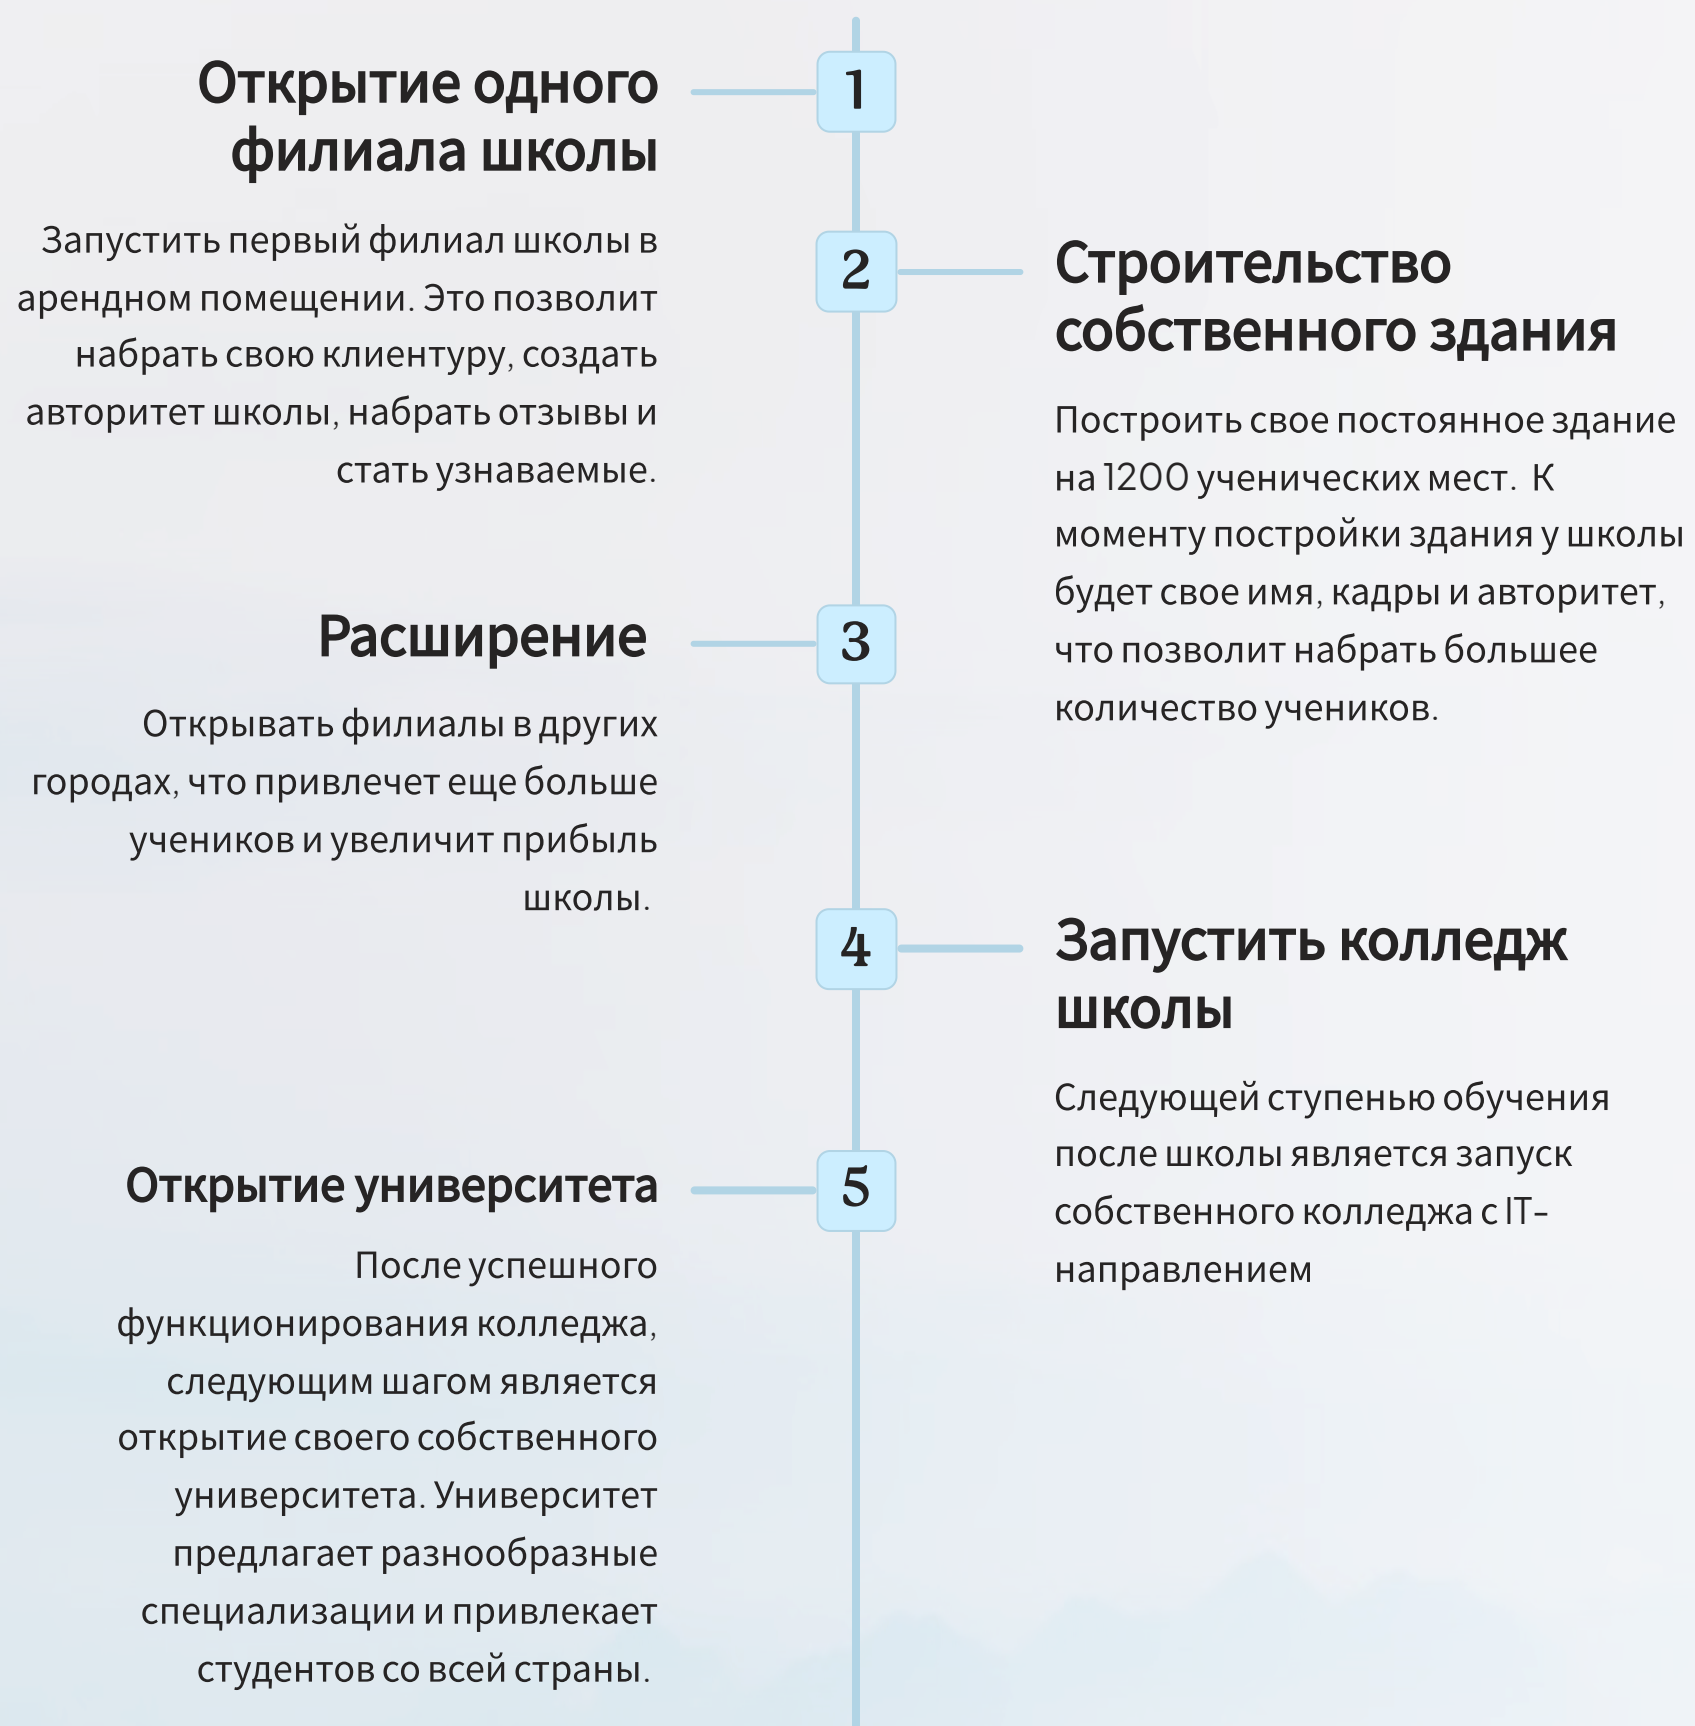 1
Открытие одного
филиала школы
Запустить первый филиал школы в
арендном помещении. Это позволит
набрать свою клиентуру, создать
авторитет школы, набрать отзывы и
стать узнаваемые.
2
Строительство
собственного здания
Построить свое постоянное здание
на 1200 ученических мест. К
моменту постройки здания у школы
будет свое имя, кадры и авторитет,
что позволит набрать большее
количество учеников.
3
Расширение
Открывать филиалы в других
городах, что привлечет еще больше
учеников и увеличит прибыль
школы.
4
Запустить колледж
школы
Следующей ступенью обучения
после школы является запуск
собственного колледжа с IT-
направлением
5
Открытие университета
После успешного
функционирования колледжа,
следующим шагом является
открытие своего собственного
университета. Университет
предлагает разнообразные
специализации и привлекает
студентов со всей страны.